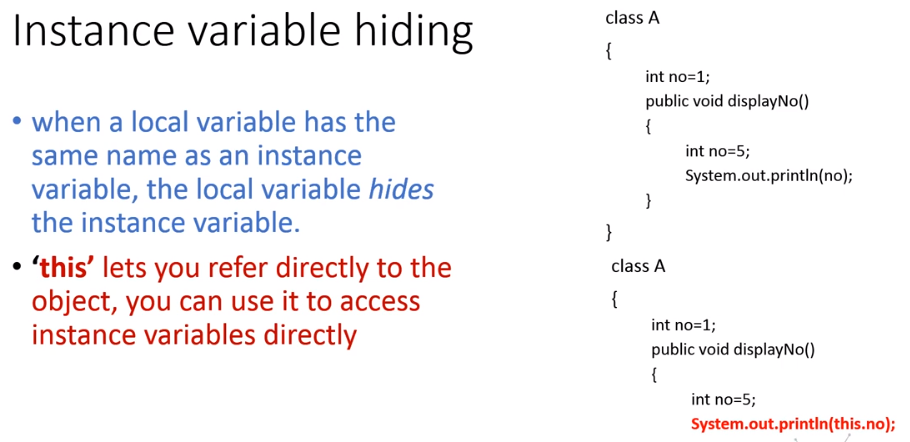 Instance variable hiding
• when a local variable has the
same name as an instance
variable, the local variable hides
the instance variable.
• ‘this’ lets you refer directly to the
object, you can use it to access
instance variables directly
class A
{
int no=1;
public void displayNo()
{
int no=5;
System.out.println(no);
}
}
class A
{
int no=1;
public void displayNo()
{
int no=5;
System.out.println(this.no);